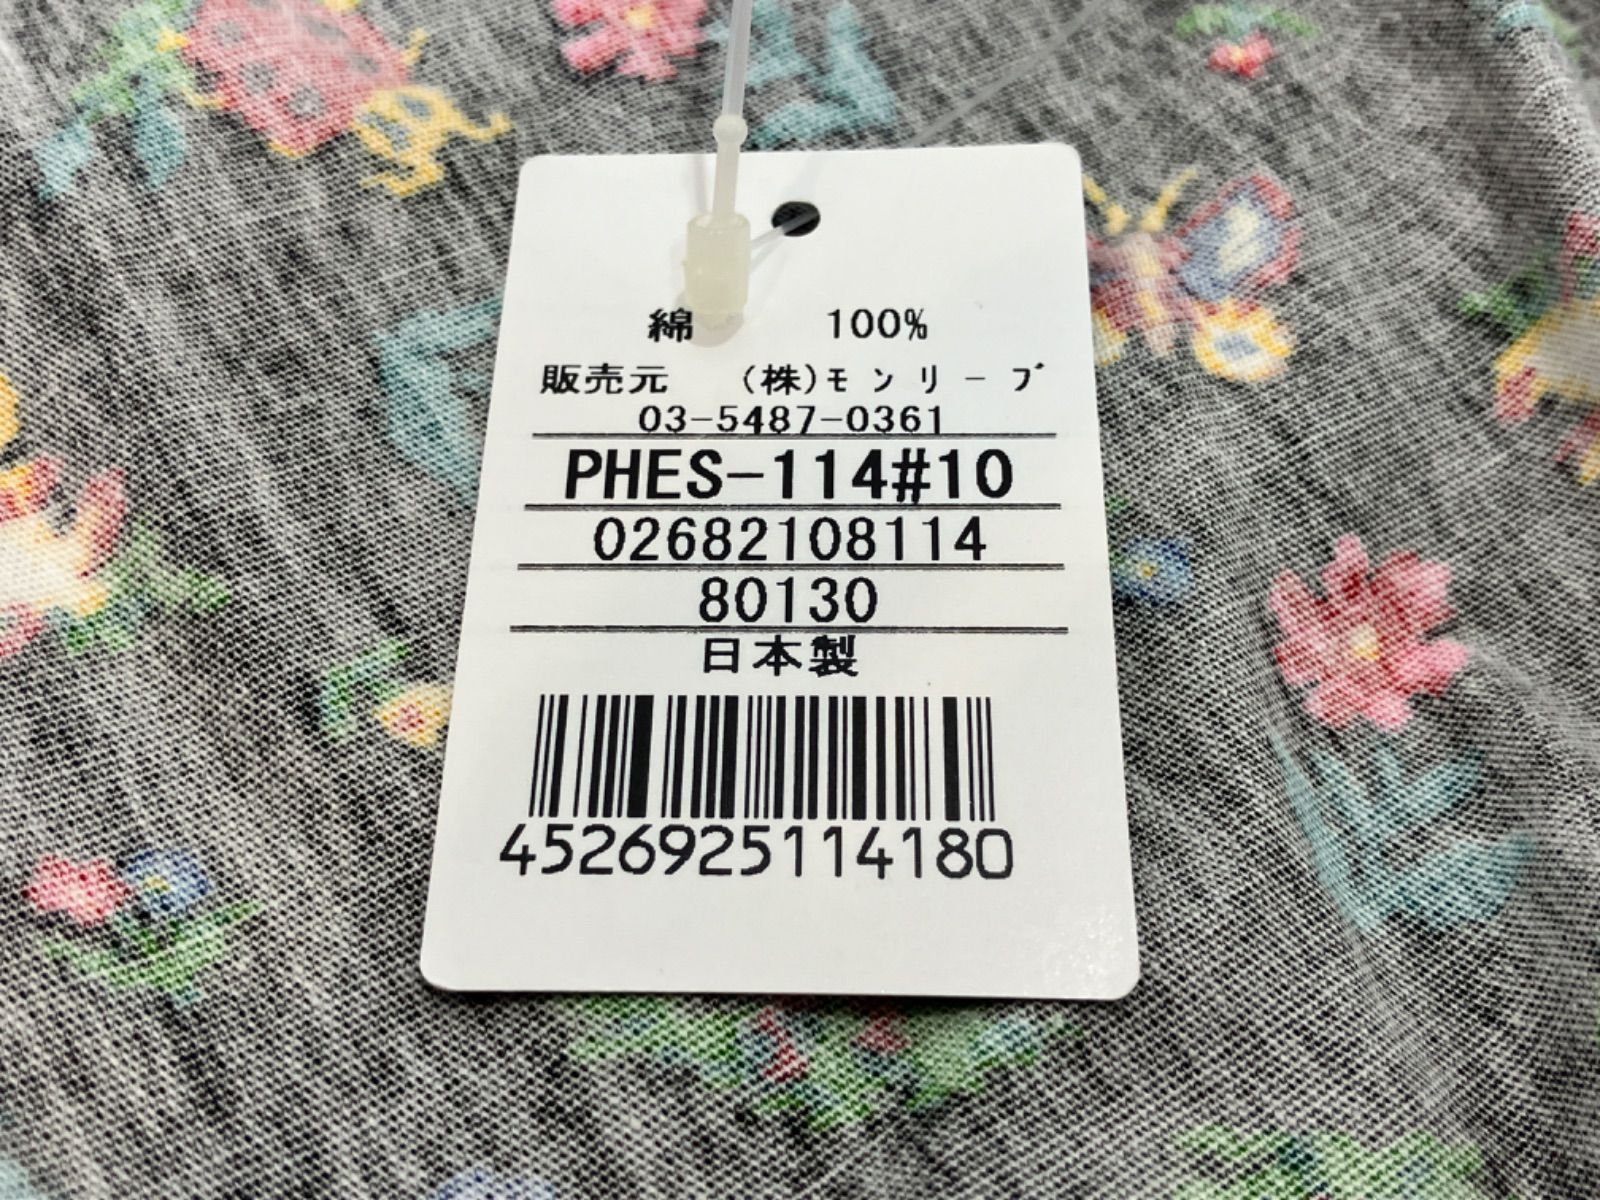 綿 100%
販売元 (株)モンリーブ
03-5487-0361
PHES-114#10
02682108114
80130
日本製
4526925114180